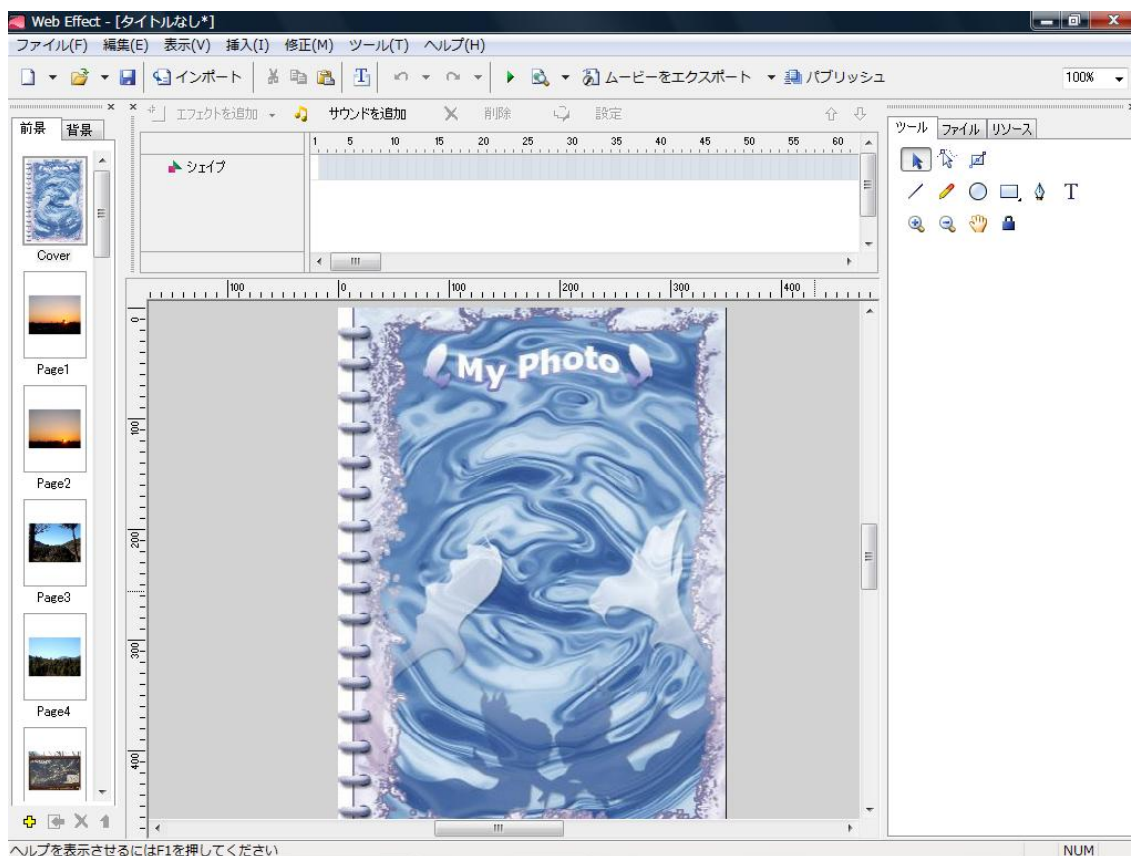 Web Effect - [タイトルなし*]
ファイル(F) 編集(E) 表示(V) 挿入(I) 修正(M) ツール(T) ヘルプ(H)
インポート ムービーをエクスポート パブリッシュ 100%
前景 背景
エフェクトを追加 サウンドを追加 削除 設定
ツール ファイル リソース
1 5 10 15 20 25 30 35 40 45 50 55 60
シェイプ
T
Cover
100 0 100 200 300 400
My Photo
Page1
Page2
100
Page3
200
Page4
300
400
ヘルプを表示させるにはF1を押してください NUM